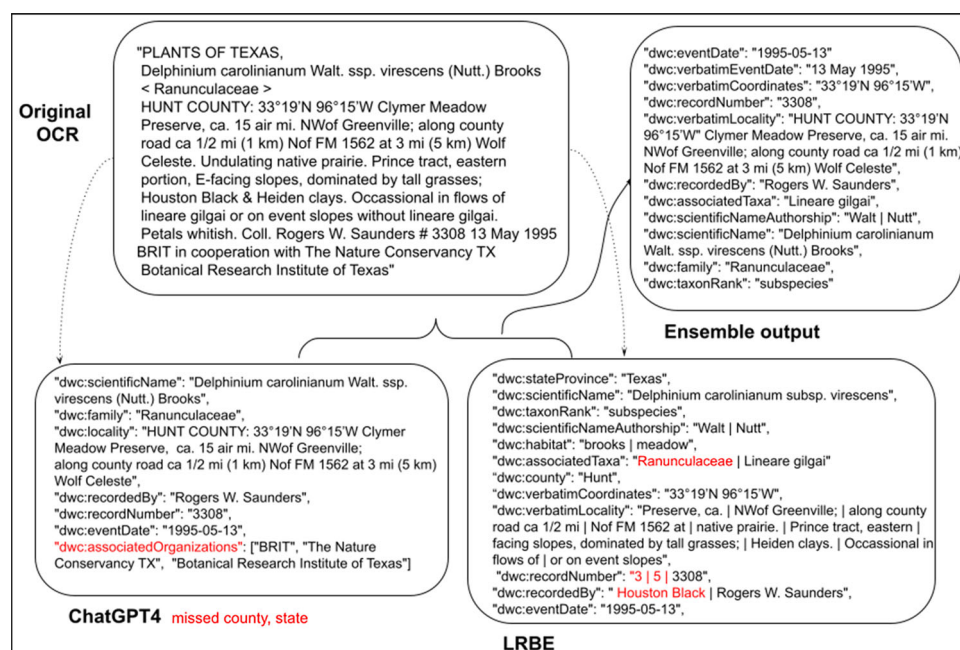 Original
OCR
"PLANTS OF TEXAS,
Delphinium carolinianum Walt. ssp. virescens (Nutt.) Brooks
< Ranunculaceae >
HUNT COUNTY: 33°19'N 96°15'W Clymer Meadow
Preserve, ca. 15 air mi. NWof Greenville; along county
road ca 1/2 mi (1 km) Nof FM 1562 at 3 mi (5 km) Wolf
Celeste. Undulating native prairie. Prince tract, eastern
portion, E-facing slopes, dominated by tall grasses;
Houston Black & Heiden clays. Occassional in flows of
lineare gilgai or on event slopes without lineare gilgai.
Petals whitish. Coll. Rogers W. Saunders # 3308 13 May 1995
BRIT in cooperation with The Nature Conservancy TX
Botanical Research Institute of Texas"
"dwc:eventDate": "1995-05-13"
"dwc:verbatimEventDate": "13 May 1995",
"dwc:verbatimCoordinates": "33°19'N 96°15'W",
"dwc:recordNumber": "3308",
"dwc:verbatimLocality": "HUNT COUNTY: 33°19'N
96°15'W" Clymer Meadow Preserve, ca. 15 air mi.
NWof Greenville; along county road ca 1/2 mi (1 km)
Nof FM 1562 at 3 mi (5 km) Wolf Celeste",
"dwc:recordedBy": "Rogers W. Saunders",
"dwc:associatedTaxa": "Lineare gilgai",
"dwc:scientificNameAuthorship": "Walt | Nutt",
"dwc:scientificName": "Delphinium carolinianum
Walt. ssp. virescens (Nutt.) Brooks",
"dwc:family": "Ranunculaceae",
"dwc:taxonRank": "subspecies"
Ensemble output
"dwc:scientificName": "Delphinium carolinianum Walt. ssp.
virescens (Nutt.) Brooks",
"dwc:family": "Ranunculaceae",
"dwc:locality": "HUNT COUNTY: 33°19'N 96°15'W Clymer
Meadow Preserve, ca. 15 air mi. NWof Greenville;
along county road ca 1/2 mi (1 km) Nof FM 1562 at 3 mi (5 km)
Wolf Celeste",
"dwc:recordedBy": "Rogers W. Saunders",
"dwc:recordNumber": "3308",
"dwc:eventDate": "1995-05-13",
"dwc:associatedOrganizations": ["BRIT", "The Nature
Conservancy TX", "Botanical Research Institute of Texas"]
ChatGPT4 missed county, state
"dwc:stateProvince": "Texas",
"dwc:scientificName": "Delphinium carolinianum subsp. virescens",
"dwc:taxonRank": "subspecies",
"dwc:scientificNameAuthorship": "Walt | Nutt",
"dwc:habitat": "brooks | meadow",
"dwc:associatedTaxa": "Ranunculaceae | Lineare gilgai"
"dwc:county": "Hunt",
"dwc:verbatimCoordinates": "33°19'N 96°15'W",
"dwc:verbatimLocality": "Preserve, ca. | NWof Greenville; | along county
road ca 1/2 mi | Nof FM 1562 at | native prairie. | Prince tract, eastern |
facing slopes, dominated by tall grasses; | Heiden clays. | Occassional in
flows of | or on event slopes",
"dwc:recordNumber": "3 | 5 | 3308",
"dwc:recordedBy": " Houston Black | Rogers W. Saunders",
"dwc:eventDate": "1995-05-13",
LRBE